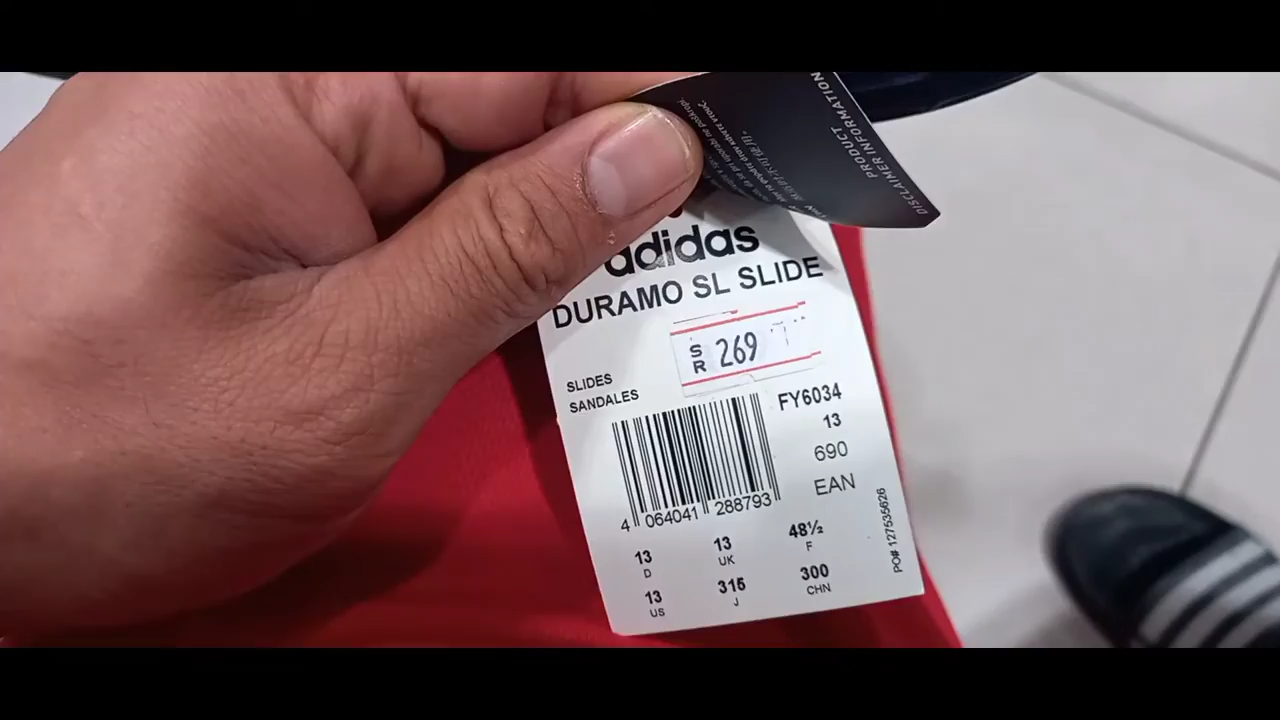 PRODUCT
DISCLAIMER INFORMATION
adidas
DURAMO SL SLIDE
SR 269
SLIDES
SANDALES
FY6034
13
690
EAN
4 064041 288793
13 D
13 UK
48½ F
13 US
315 J
300 CHN
PO# 127535626